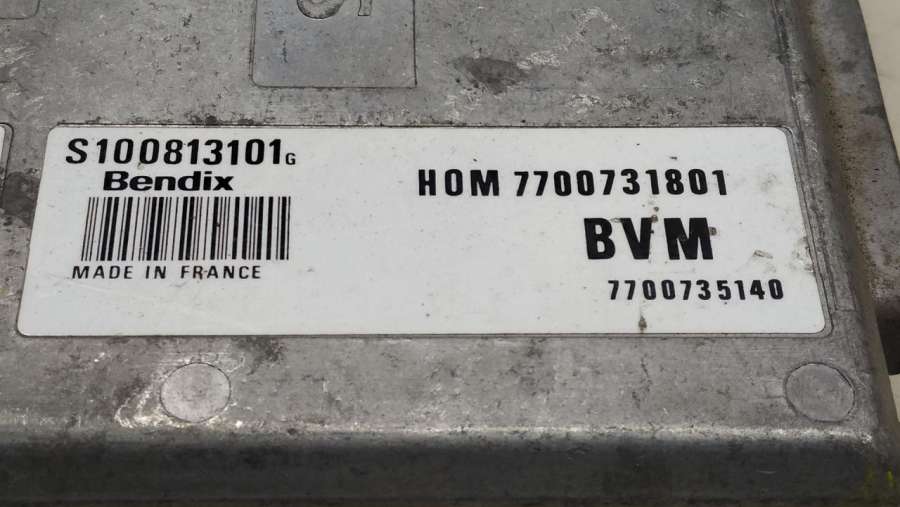 S100813101G
Bendix
MADE IN FRANCE
HOM 7700731801
BVM
7700735140